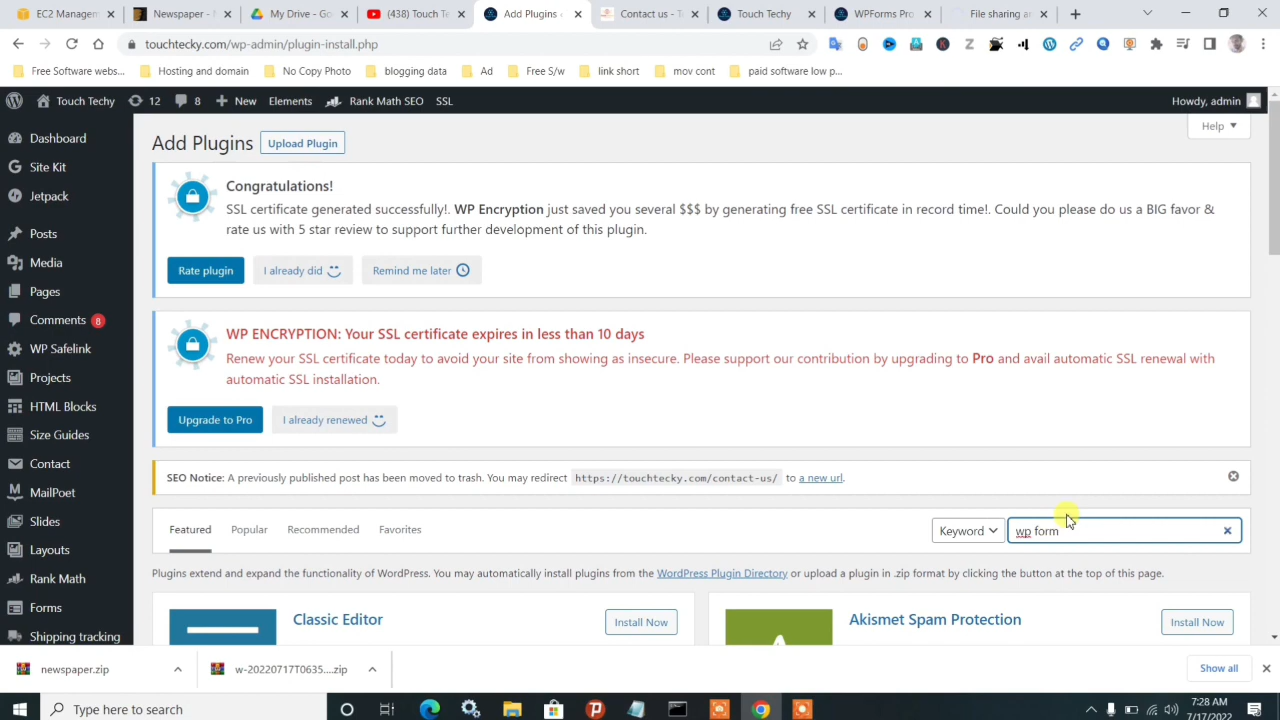 EC2 Managemen
Newspaper - N
My Drive - Goo
(438) Touch Te
Add Plugins <
Contact us - To
Touch Techy
WPForms Pro
File sharing an
touchtecky.com/wp-admin/plugin-install.php
Free Software webs...
Hosting and domain
No Copy Photo
blogging data
Ad
Free S/w
link short
mov cont
paid software low p...
Touch Techy
12
8
New
Elements
Rank Math SEO
SSL
Howdy, admin
Help
Dashboard
Site Kit
Jetpack
Posts
Media
Pages
Comments 8
WP Safelink
Projects
HTML Blocks
Size Guides
Contact
MailPoet
Slides
Layouts
Rank Math
Forms
Shipping tracking
Add Plugins
Upload Plugin
Congratulations!
SSL certificate generated successfully!. WP Encryption just saved you several $$$ by generating free SSL certificate in record time!. Could you please do us a BIG favor &
rate us with 5 star review to support further development of this plugin.
Rate plugin
I already did
Remind me later
WP ENCRYPTION: Your SSL certificate expires in less than 10 days
Renew your SSL certificate today to avoid your site from showing as insecure. Please support our contribution by upgrading to Pro and avail automatic SSL renewal with
automatic SSL installation.
Upgrade to Pro
I already renewed
SEO Notice: A previously published post has been moved to trash. You may redirect https://touchtecky.com/contact-us/ to a new url.
Featured
Popular
Recommended
Favorites
Keyword
wp form
Plugins extend and expand the functionality of WordPress. You may automatically install plugins from the WordPress Plugin Directory or upload a plugin in .zip format by clicking the button at the top of this page.
Classic Editor
Install Now
Akismet Spam Protection
Install Now
newspaper.zip
w-20220717T0635....zip
Show all
Type here to search
7:28 AM
7/17/2022